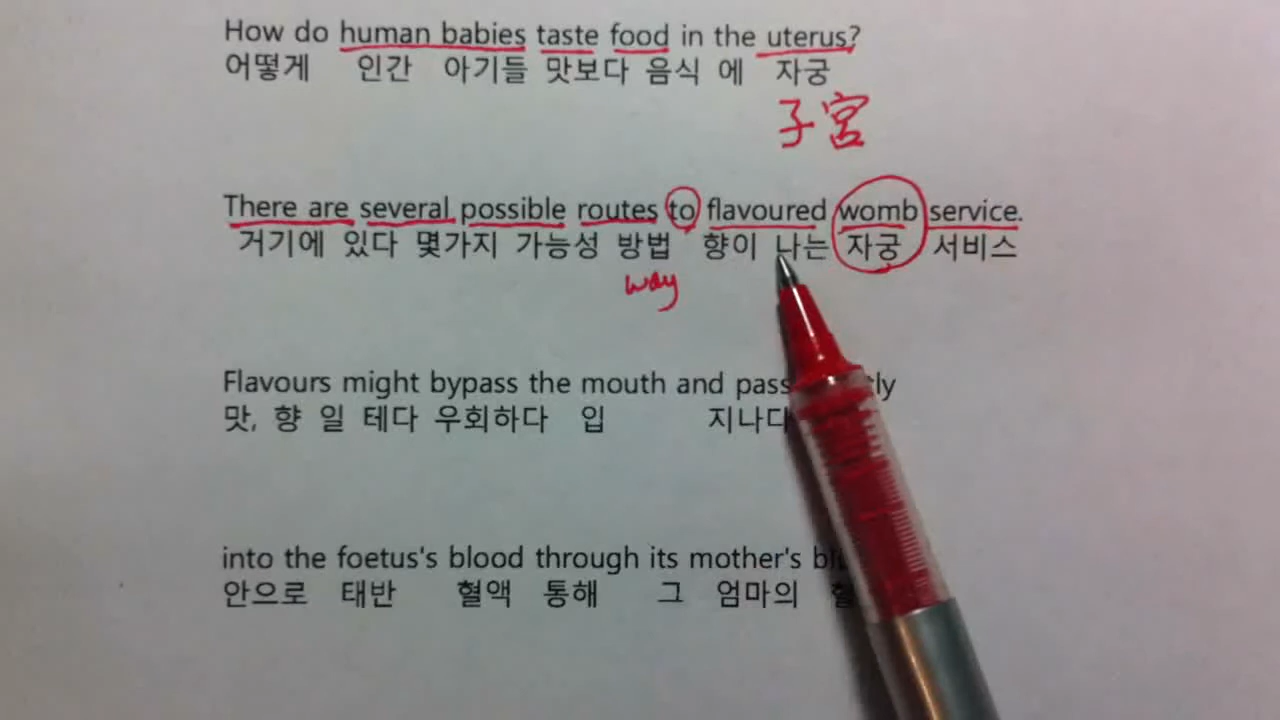 How do human babies taste food in the uterus?
어떻게 인간 아기들 맛보다 음식 에 자궁
子宮
There are several possible routes to flavoured womb service.
거기에 있다 몇가지 가능성 방법 향이 나는 자궁 서비스
way
Flavours might bypass the mouth and pass
맛, 향 일 테다 우회하다 입 지나다
into the foetus's blood through its mother's
안으로 태반 혈액 통해 그 엄마의